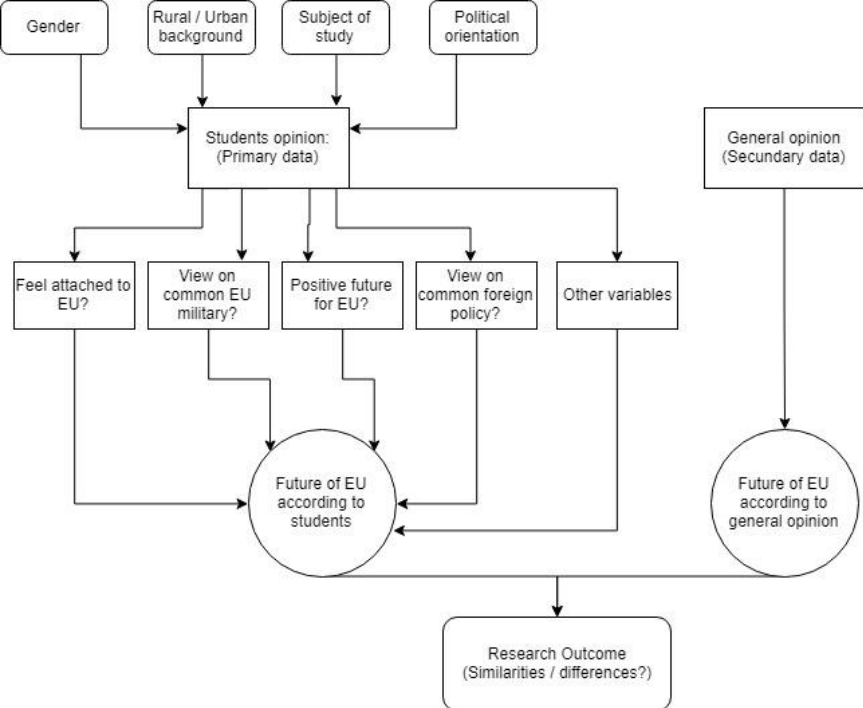 Gender
Rural / Urban
background
Subject of
study
Political
orientation
Students opinion:
(Primary data)
General opinion
(Secundary data)
Feel attached to
EU?
View on
common EU
military?
Positive future
for EU?
View on
common foreign
policy?
Other variables
Future of EU
according to
students
Future of EU
according to
general opinion
Research Outcome
(Similarities / differences?)